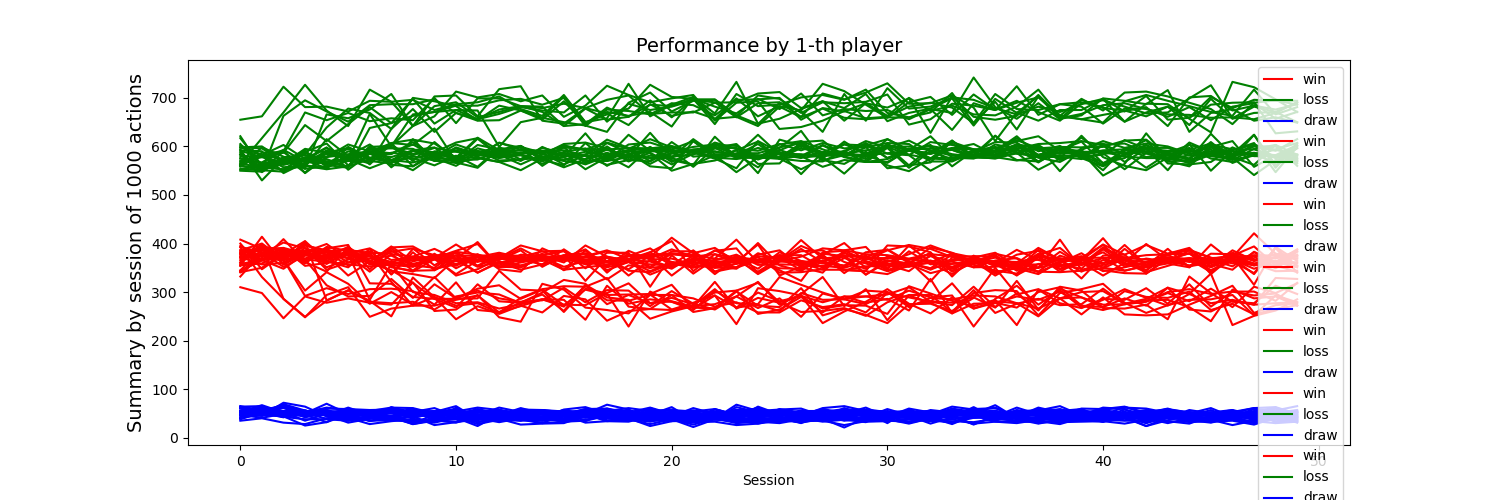 Performance by 1-th player
Summary by session of 1000 actions
700
600
500
400
300
200
100
0
0 10 20 30 40 50
Session
win
loss
draw
win
loss
draw
win
loss
draw
win
loss
draw
win
loss
draw
win
loss
draw
win
loss
draw